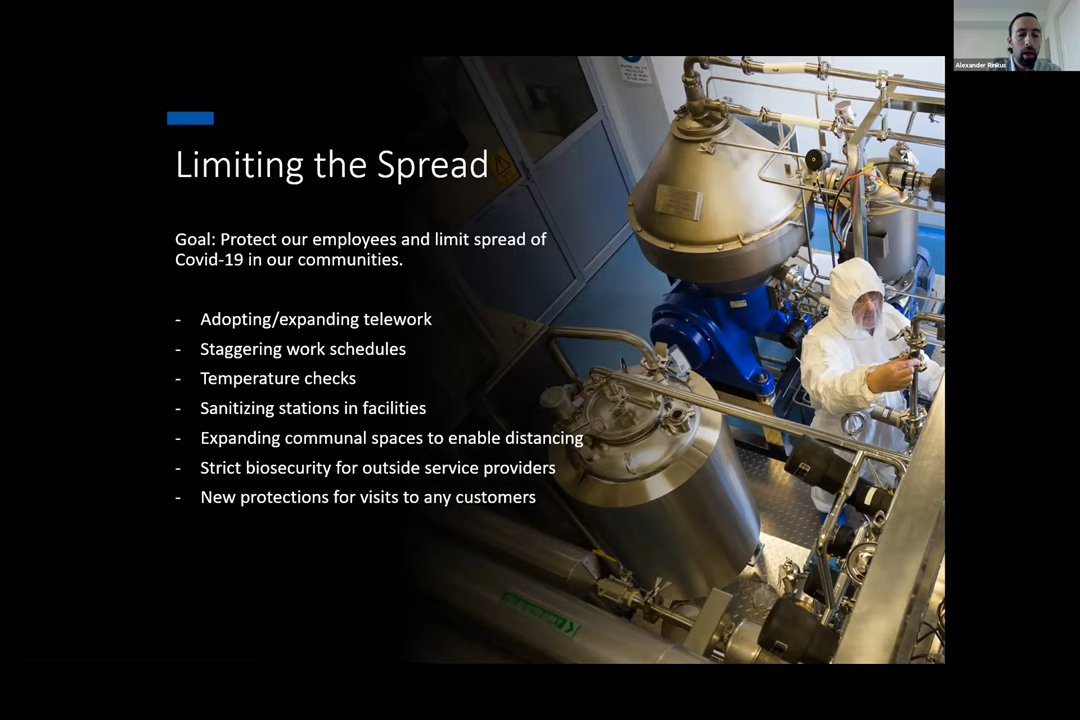 Alexander Rinkus
Limiting the Spread
Goal: Protect our employees and limit spread of
Covid-19 in our communities.
- Adopting/expanding telework
- Staggering work schedules
- Temperature checks
- Sanitizing stations in facilities
- Expanding communal spaces to enable distancing
- Strict biosecurity for outside service providers
- New protections for visits to any customers